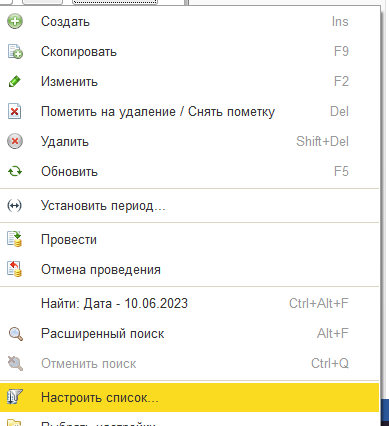 Создать Ins
Скопировать F9
Изменить F2
Пометить на удаление / Снять пометку Del
Удалить Shift+Del
Обновить F5
Установить период...
Провести
Отмена проведения
Найти: Дата - 10.06.2023 Ctrl+Alt+F
Расширенный поиск Alt+F
Отменить поиск Ctrl+Q
Настроить список...